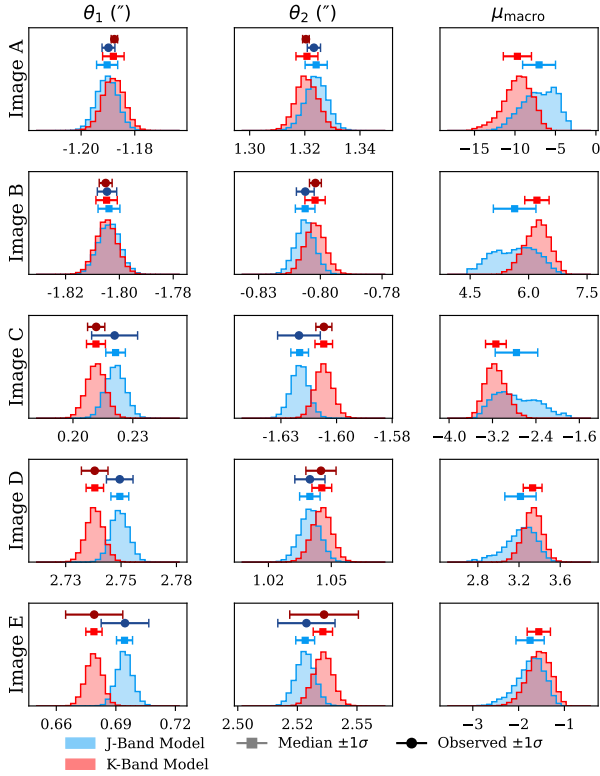 θ₁ (″) θ₂ (″) μmacro
Image A
-1.20 -1.18 1.30 1.32 1.34 −15 −10 −5 0
Image B
-1.82 -1.80 -1.78 -0.83 -0.80 -0.78 4.5 6.0 7.5
Image C
0.20 0.23 -1.63 -1.60 -1.58 −4.0 −3.2 −2.4 −1.6
Image D
2.73 2.75 2.78 1.02 1.05 2.8 3.2 3.6
Image E
0.66 0.69 0.72 2.50 2.52 2.55 −3 −2 −1
J-Band Model Median ±1σ Observed ±1σ
K-Band Model